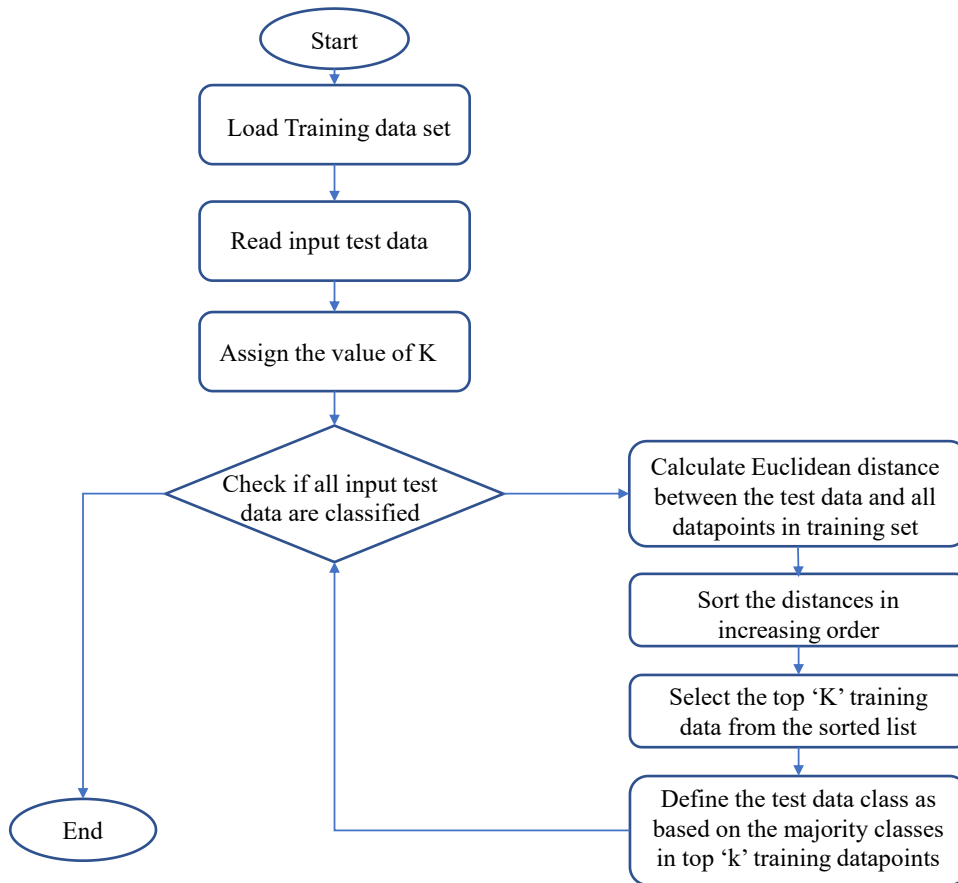 Start
Load Training data set
Read input test data
Assign the value of K
Check if all input test
data are classified
Calculate Euclidean distance
between the test data and all
datapoints in training set
Sort the distances in
increasing order
Select the top ‘K’ training
data from the sorted list
Define the test data class as
based on the majority classes
in top ‘k’ training datapoints
End